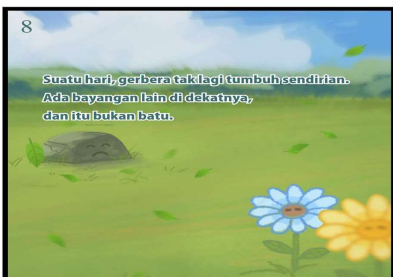 8
Suatu hari, gerbera tak lagi tumbuh sendirian.
Ada bayangan lain di dekatnya,
dan itu bukan batu.